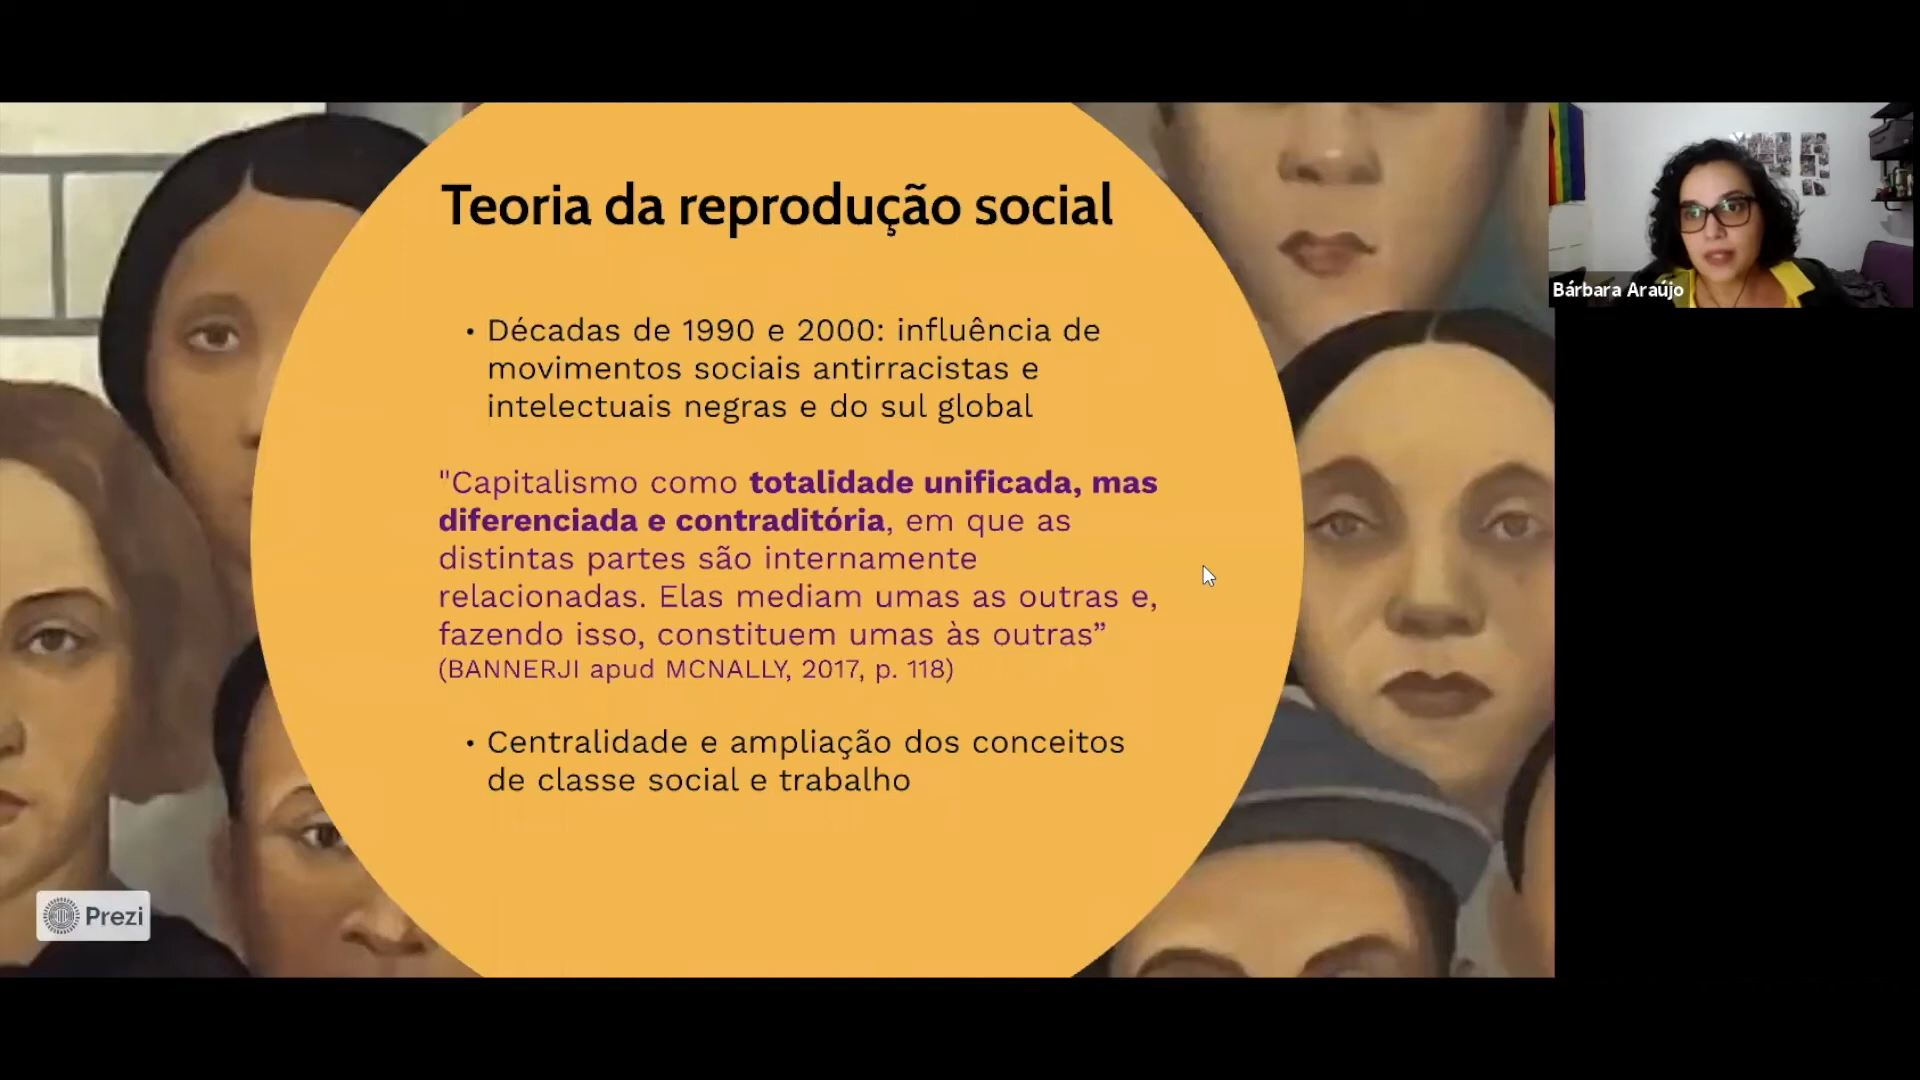 Teoria da reprodução social
• Décadas de 1990 e 2000: influência de
movimentos sociais antirracistas e
intelectuais negras e do sul global
"Capitalismo como totalidade unificada, mas
diferenciada e contraditória, em que as
distintas partes são internamente
relacionadas. Elas mediam umas as outras e,
fazendo isso, constituem umas às outras”
(BANNERJI apud MCNALLY, 2017, p. 118)
• Centralidade e ampliação dos conceitos
de classe social e trabalho
Prezi
Bárbara Araújo